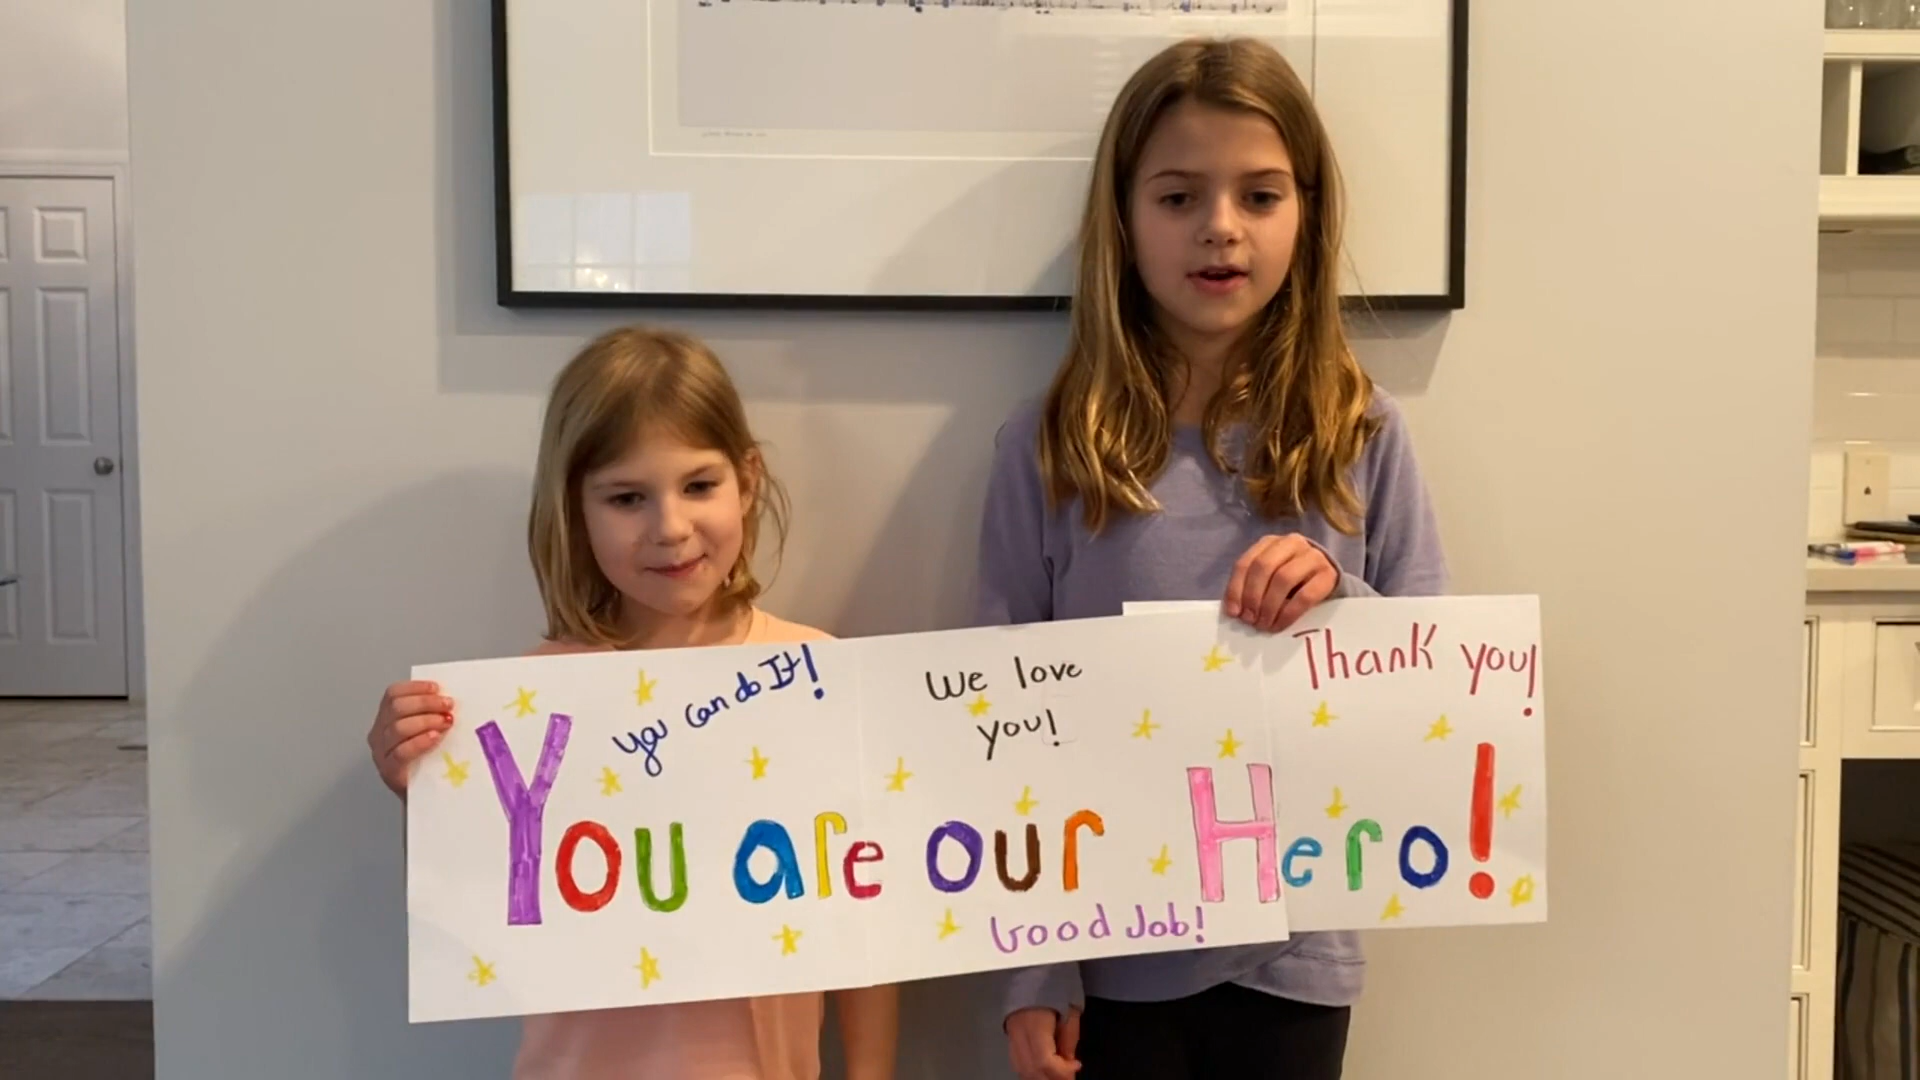 you can do It!
We love
you!
Thank you!
You are our Hero!
Good Job!